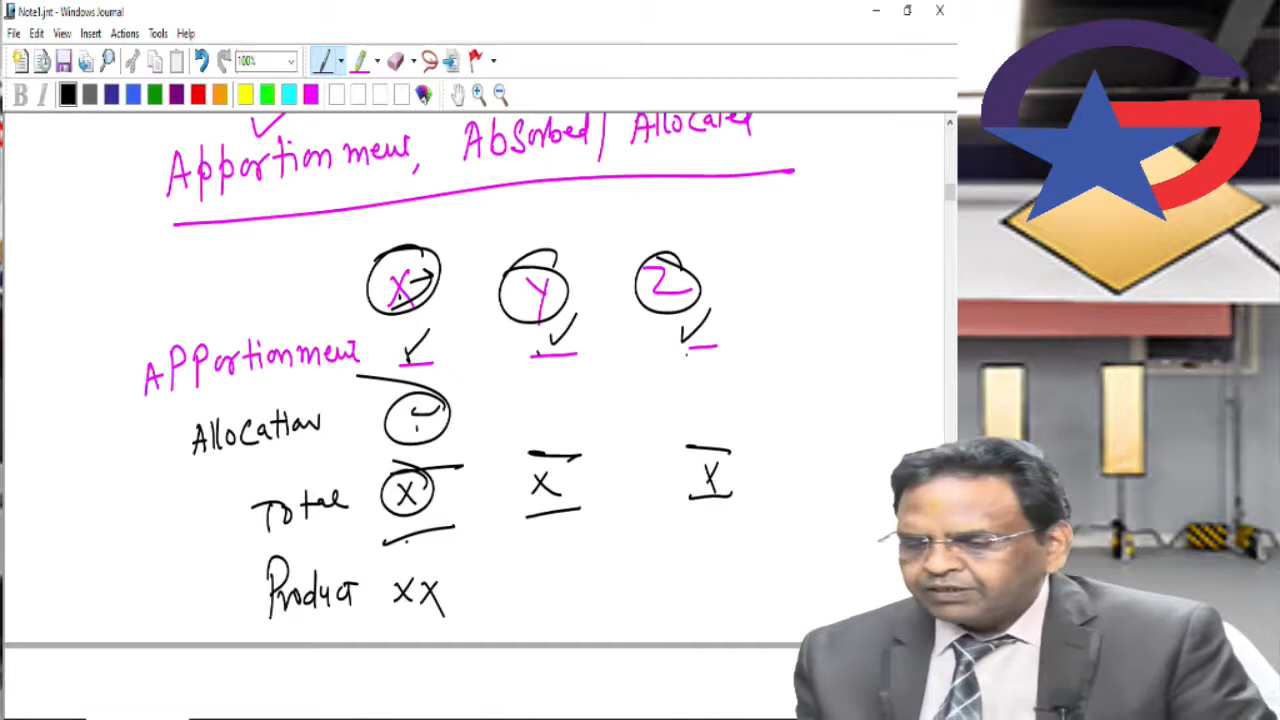 Note1.jnt - Windows Journal
File Edit View Insert Actions Tools Help
100%
B I
Apportionment, Absorbed / Allocated
X Y Z
Apportionment
Allocation
Total X X X
Product XX